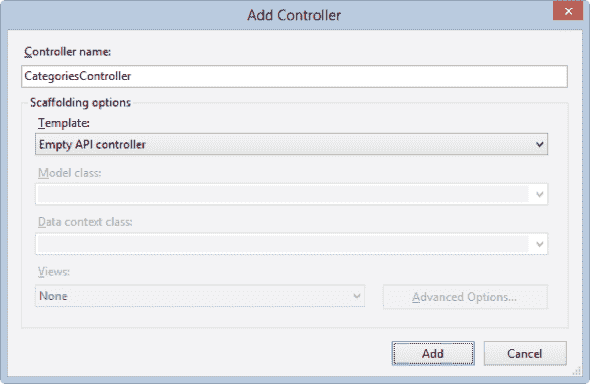 Add Controller
Controller name:
CategoriesController
Scaffolding options
Template:
Empty API controller
Model class:
Data context class:
Views:
None
Advanced Options...
Add
Cancel